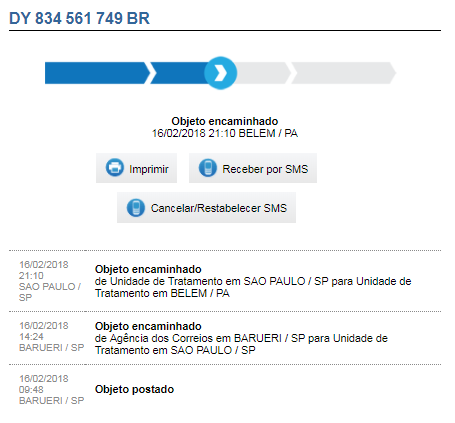 DY 834 561 749 BR
Objeto encaminhado
16/02/2018 21:10 BELEM / PA
Imprimir
Receber por SMS
Cancelar/Restabelecer SMS
16/02/2018
21:10
SAO PAULO /
SP
Objeto encaminhado
de Unidade de Tratamento em SAO PAULO / SP para Unidade de
Tratamento em BELEM / PA
16/02/2018
14:24
BARUERI / SP
Objeto encaminhado
de Agência dos Correios em BARUERI / SP para Unidade de
Tratamento em SAO PAULO / SP
16/02/2018
09:48
BARUERI / SP
Objeto postado